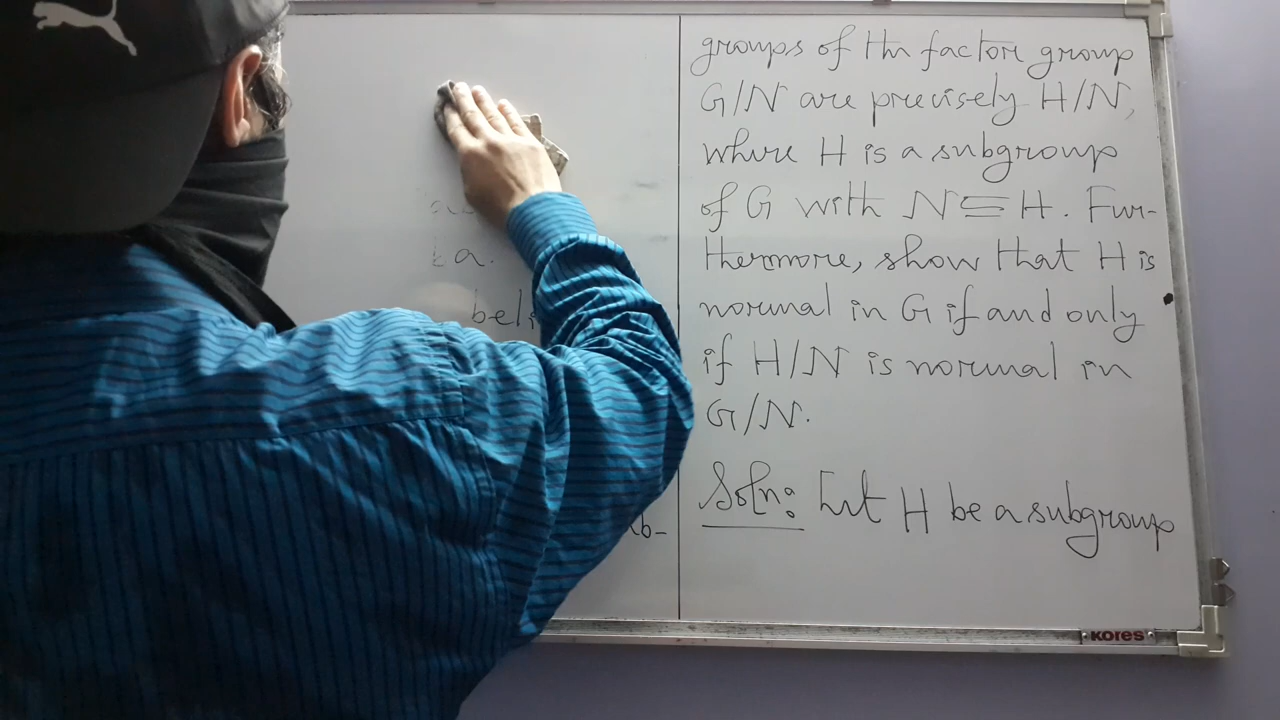 a.
groups of the factor group
G/N are precisely H/N,
where H is a subgroup
of G with N ⊆ H. Fur-
thermore, show that H is
normal in G if and only
if H/N is normal in
G/N.
Soln: Let H be a subgroup
KORES